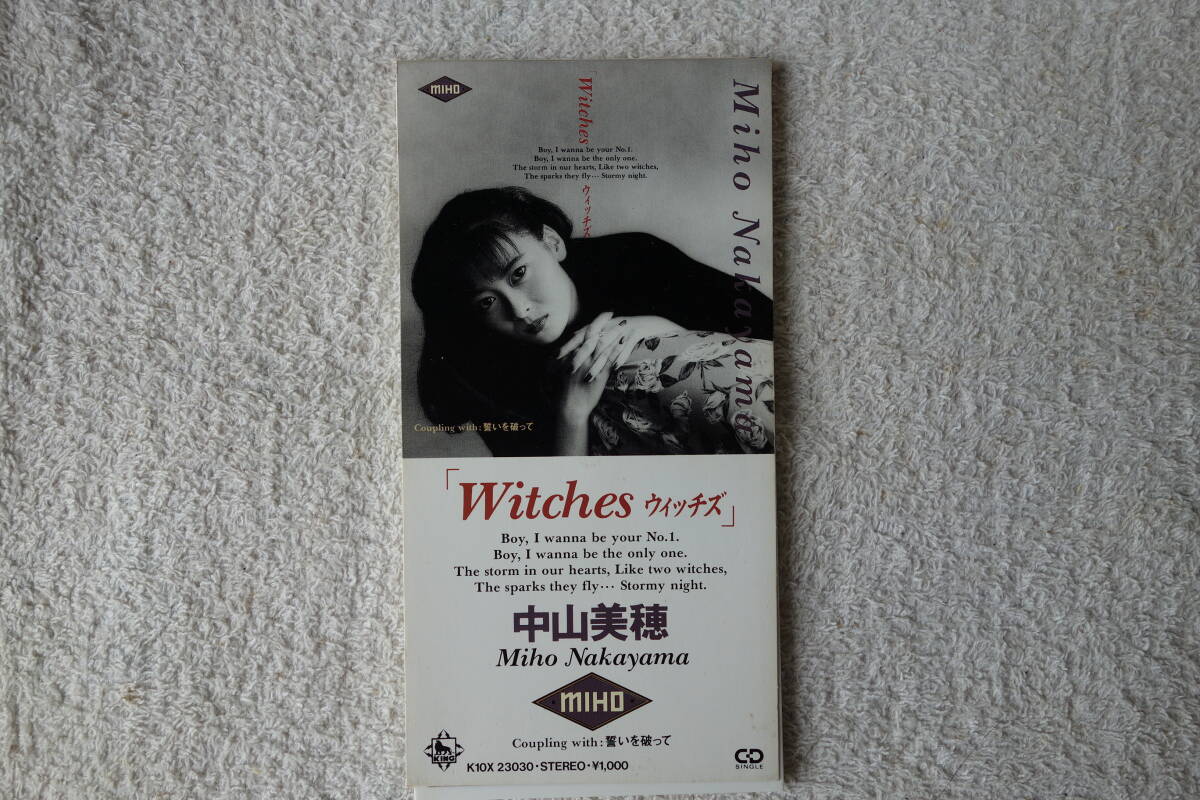 MIHO
Witches ウィッチズ
Boy, I wanna be your No.1.
Boy, I wanna be the only one.
The storm in our hearts, Like two witches,
The sparks they fly… Stormy night.
Miho Nakayama
Coupling with:誓いを破って
「Witches ウィッチズ」
Boy, I wanna be your No.1.
Boy, I wanna be the only one.
The storm in our hearts, Like two witches,
The sparks they fly… Stormy night.
中山美穂
Miho Nakayama
MIHO
Coupling with:誓いを破って
KING
K10X 23030・STEREO・¥1,000
CD
SINGLE